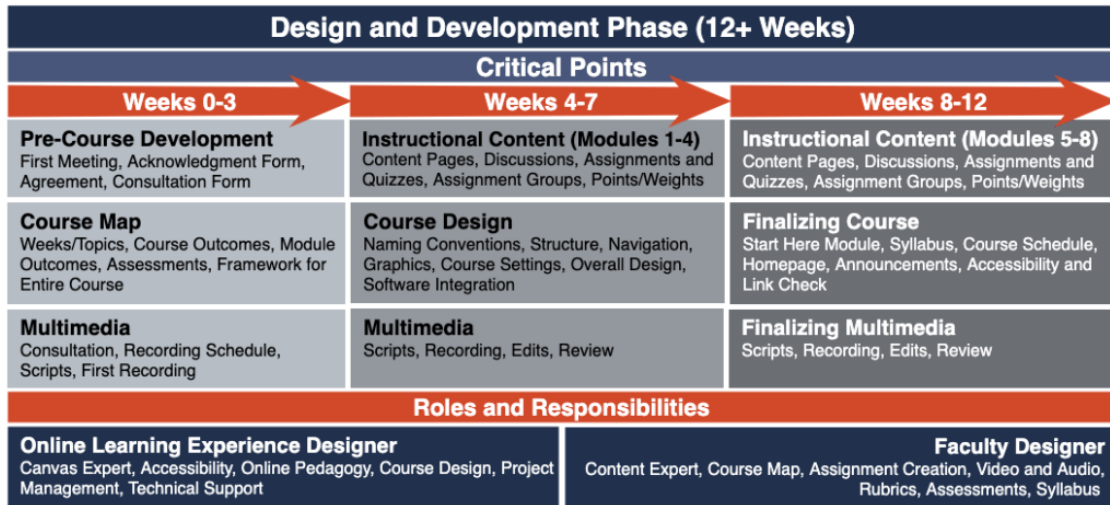 Design and Development Phase (12+ Weeks)
Critical Points
Weeks 0-3
Weeks 4-7
Weeks 8-12
Pre-Course Development
First Meeting, Acknowledgment Form,
Agreement, Consultation Form
Instructional Content (Modules 1-4)
Content Pages, Discussions, Assignments and
Quizzes, Assignment Groups, Points/Weights
Instructional Content (Modules 5-8)
Content Pages, Discussions, Assignments and
Quizzes, Assignment Groups, Points/Weights
Course Map
Weeks/Topics, Course Outcomes, Module
Outcomes, Assessments, Framework for
Entire Course
Course Design
Naming Conventions, Structure, Navigation,
Graphics, Course Settings, Overall Design,
Software Integration
Finalizing Course
Start Here Module, Syllabus, Course Schedule,
Homepage, Announcements, Accessibility and
Link Check
Multimedia
Consultation, Recording Schedule,
Scripts, First Recording
Multimedia
Scripts, Recording, Edits, Review
Finalizing Multimedia
Scripts, Recording, Edits, Review
Roles and Responsibilities
Online Learning Experience Designer
Canvas Expert, Accessibility, Online Pedagogy, Course Design, Project
Management, Technical Support
Faculty Designer
Content Expert, Course Map, Assignment Creation, Video and Audio,
Rubrics, Assessments, Syllabus